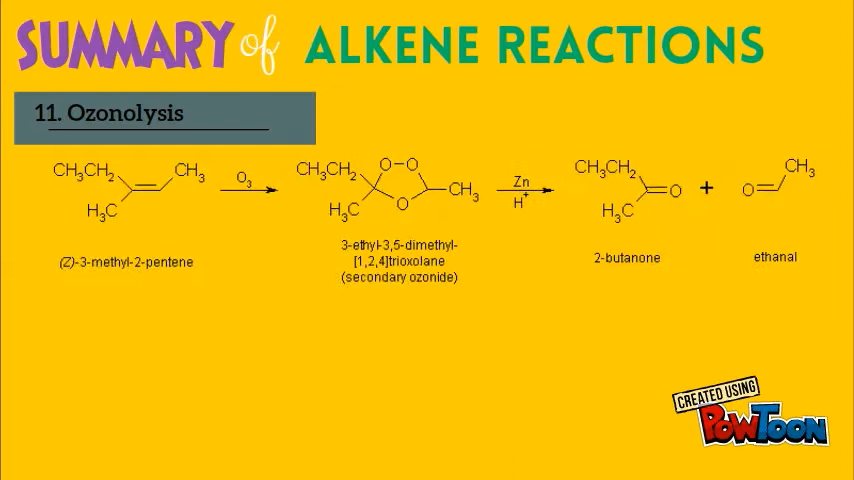 SUMMARY of ALKENE REACTIONS
11. Ozonolysis
CH3CH2 CH3 H3C
O3
CH3CH2 O O O CH3 H3C
Zn
H+
CH3CH2 O H3C
+
O CH3
(Z)-3-methyl-2-pentene
3-ethyl-3,5-dimethyl-
[1,2,4]trioxolane
(secondary ozonide)
2-butanone
ethanal
CREATED USING
POWTOON